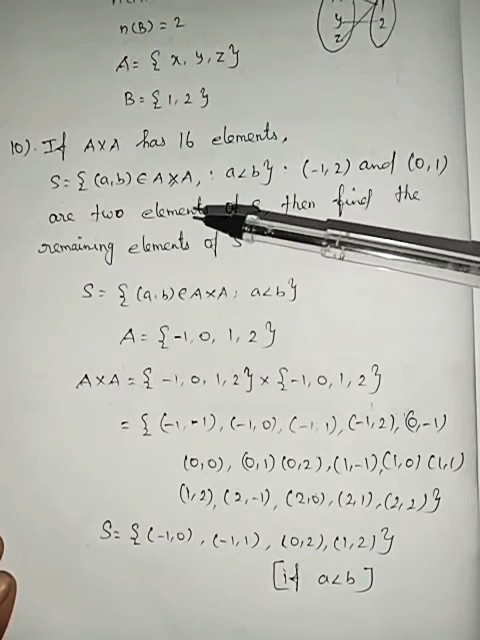 n(B) = 2
y 2
z
A = { x, y, z }
B = { 1, 2 }
10). If A×A has 16 elements,
S = { (a,b) ∈ A×A, : a<b } . (-1,2) and (0,1)
are two elements of S then find the
remaining elements of S
S = { (a,b) ∈ A×A ; a<b }
A = { -1, 0, 1, 2 }
A×A = { -1, 0, 1, 2 } × { -1, 0, 1, 2 }
= { (-1,-1), (-1,0), (-1,1), (-1,2), (0,-1)
(0,0), (0,1) (0,2), (1,-1), (1,0) (1,1)
(1,2), (2,-1), (2,0), (2,1), (2,2) }
S = { (-1,0), (-1,1), (0,2), (1,2) }
[if a<b]